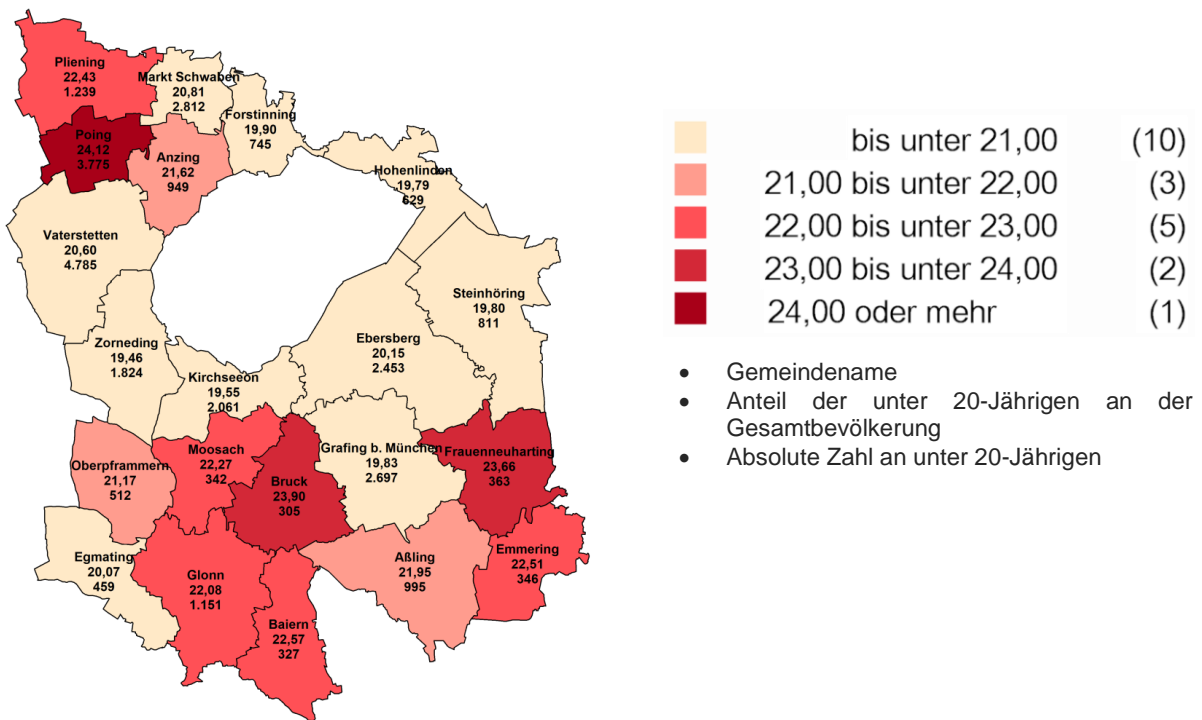 Pliening
22,43
1.239
Markt Schwaben
20,81
2.812
Forstinning
19,90
745
Poing
24,12
3.775
Anzing
21,62
949
Hohenlinden
19,79
629
Vaterstetten
20,60
4.785
Steinhöring
19,80
811
Zorneding
19,46
1.824
Ebersberg
20,15
2.453
Kirchseeon
19,55
2.061
Moosach
22,27
342
Grafing b. München
19,83
2.697
Frauenneuharting
23,66
363
Oberpframmern
21,17
512
Bruck
23,90
305
Egmating
20,07
459
Glonn
22,08
1.151
Aßling
21,95
995
Emmering
22,51
346
Baiern
22,57
327
bis unter 21,00 (10)
21,00 bis unter 22,00 (3)
22,00 bis unter 23,00 (5)
23,00 bis unter 24,00 (2)
24,00 oder mehr (1)
• Gemeindename
• Anteil der unter 20-Jährigen an der
Gesamtbevölkerung
• Absolute Zahl an unter 20-Jährigen